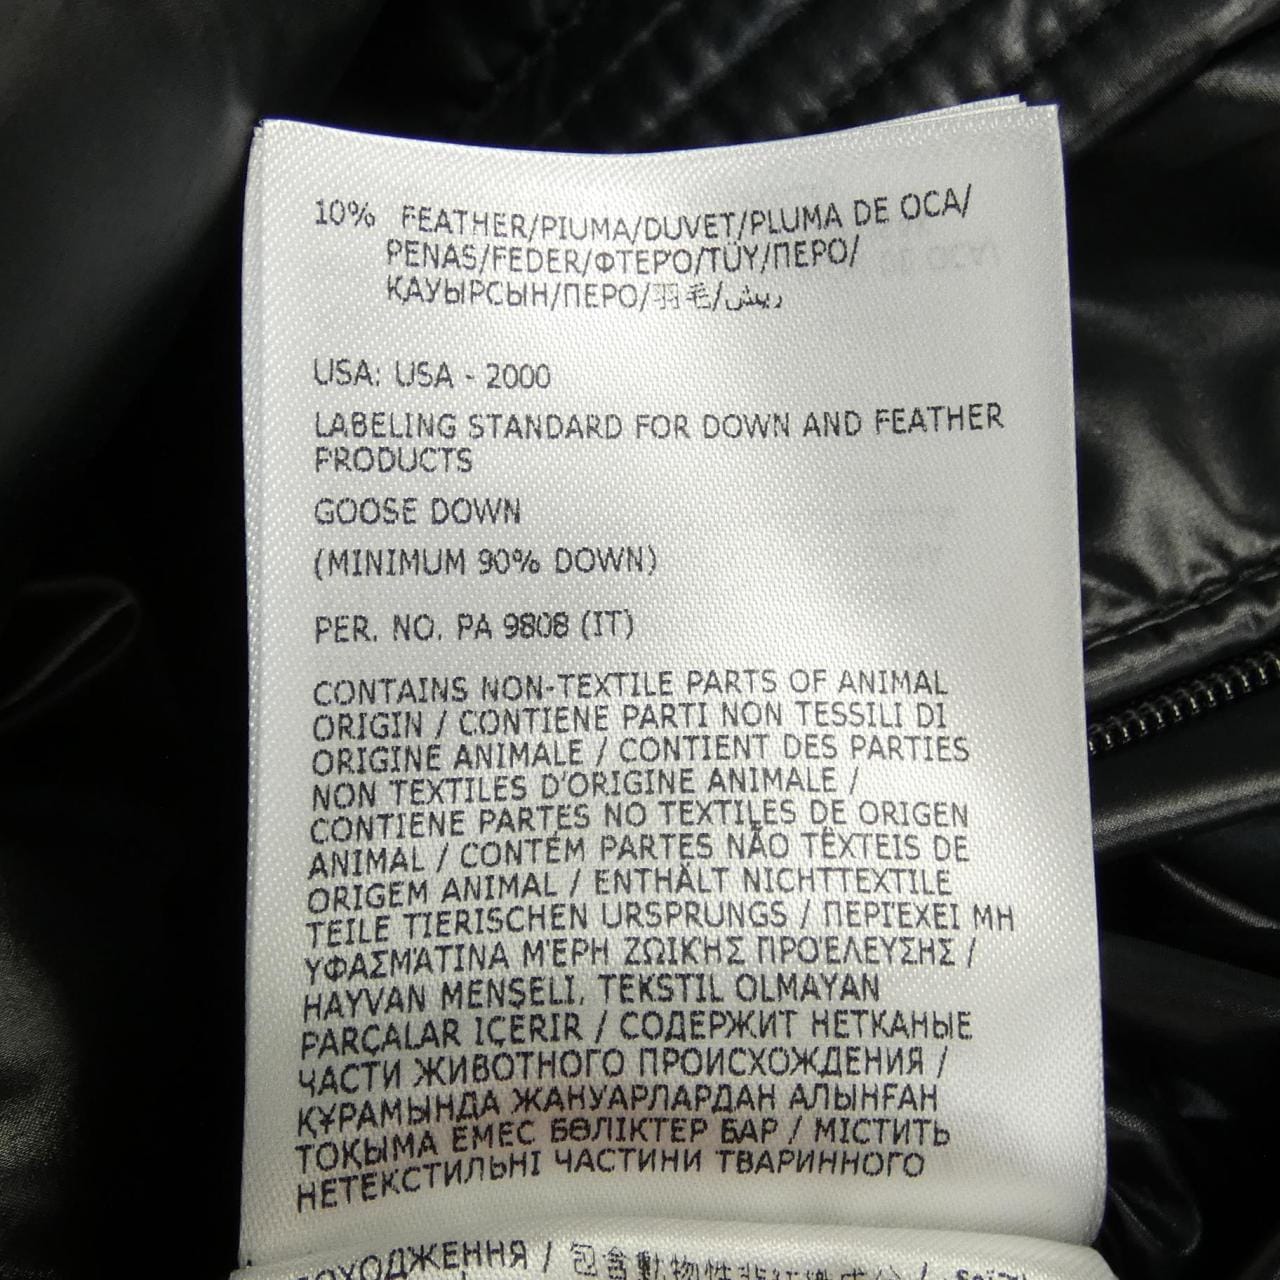 10% FEATHER/PIUMA/DUVET/PLUMA DE OCA/
PENAS/FEDER/ΦΤΕΡΌ/TÜY/ПЕРО/
ҚАУЫРСЫН/ПЕРО/羽毛/ريش
USA: USA - 2000
LABELING STANDARD FOR DOWN AND FEATHER
PRODUCTS
GOOSE DOWN
(MINIMUM 90% DOWN)
PER. NO. PA 9808 (IT)
CONTAINS NON-TEXTILE PARTS OF ANIMAL
ORIGIN / CONTIENE PARTI NON TESSILI DI
ORIGINE ANIMALE / CONTIENT DES PARTIES
NON TEXTILES D'ORIGINE ANIMALE /
CONTIENE PARTES NO TEXTILES DE ORIGEN
ANIMAL / CONTÉM PARTES NÃO TÊXTEIS DE
ORIGEM ANIMAL / ENTHÄLT NICHTTEXTILE
TEILE TIERISCHEN URSPRUNGS / ΠΕΡΙΈΧΕΙ ΜΗ
ΥΦΑΣΜΆΤΙΝΑ ΜΈΡΗ ΖΩΙΚΉΣ ΠΡΟΈΛΕΥΣΗΣ /
HAYVAN MENŞELI, TEKSTIL OLMAYAN
PARÇALAR IÇERIR / СОДЕРЖИТ НЕТКАНЫЕ
ЧАСТИ ЖИВОТНОГО ПРОИСХОЖДЕНИЯ /
ҚҰРАМЫНДА ЖАНУАРЛАРДАН АЛЫНҒАН
ТОҚЫМА ЕМЕС БӨЛІКТЕР БАР / МІСТИТЬ
НЕТЕКСТИЛЬНІ ЧАСТИНИ ТВАРИННОГО
ПОХОДЖЕННЯ / 包含動物性非紡織成分 /